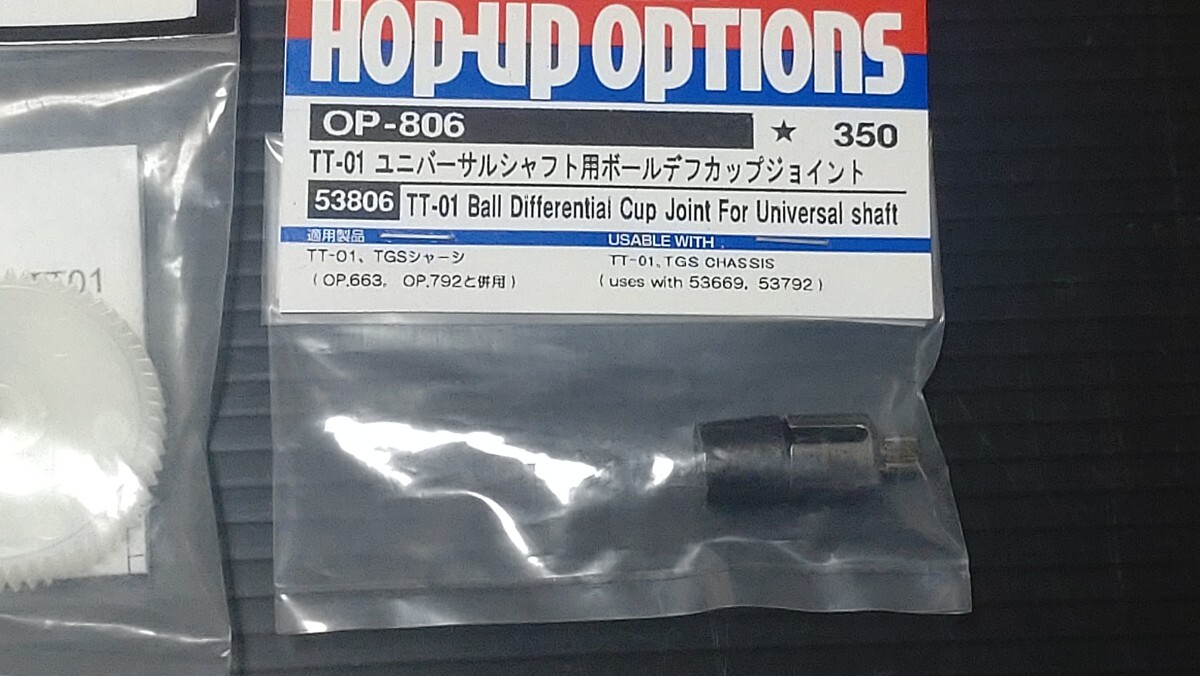 HOP-UP OPTIONS
OP-806 ★ 350
TT-01 ユニバーサルシャフト用ボールデフカップジョイント
53806 TT-01 Ball Differential Cup Joint For Universal shaft
適用製品
TT-01、TGSシャーシ
(OP.663, OP.792と併用)
USABLE WITH
TT-01、TGS CHASSIS
(uses with 53669, 53792)
TT01